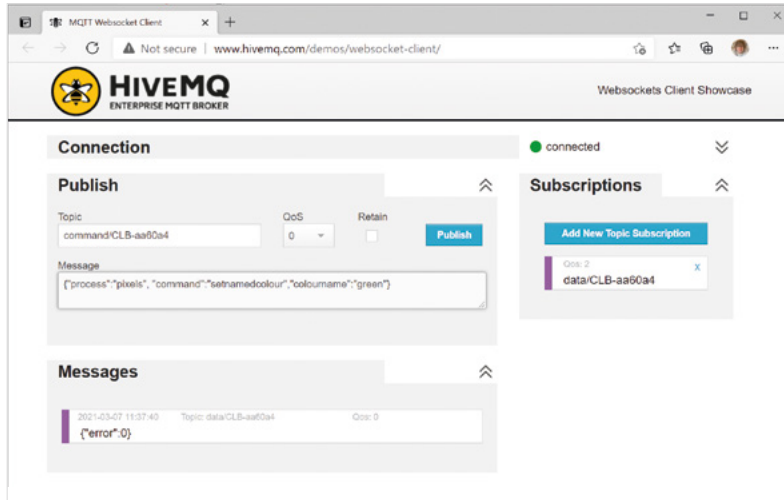 MQTT Websocket Client
Not secure | www.hivemq.com/demos/websocket-client/
HIVEMQ
ENTERPRISE MQTT BROKER
Websockets Client Showcase
Connection
connected
Publish
Subscriptions
Topic QoS Retain
command/CLB-aa60a4 0 Publish
Add New Topic Subscription
Message
{"process":"pixels", "command":"setnamedcolour","colourname":"green"}
Qos: 2 x
data/CLB-aa60a4
Messages
2021-03-07 11:37:40 Topic: data/CLB-aa60a4 Qos: 0
{"error":0}